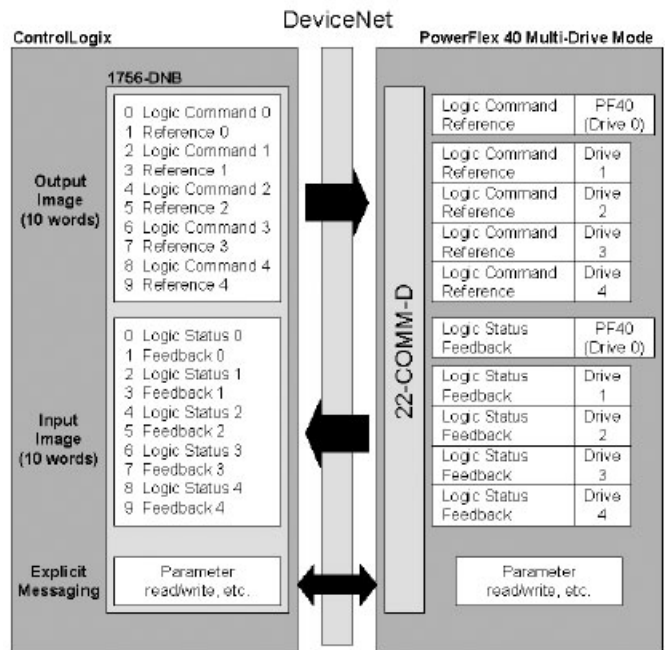 DeviceNet
ControlLogix
PowerFlex 40 Multi-Drive Mode
1756-DNB
Output
Image
(10 words)
0 Logic Command 0
1 Reference 0
2 Logic Command 1
3 Reference 1
4 Logic Command 2
5 Reference 2
6 Logic Command 3
7 Reference 3
8 Logic Command 4
9 Reference 4
Input
Image
(10 words)
0 Logic Status 0
1 Feedback 0
2 Logic Status 1
3 Feedback 1
4 Logic Status 2
5 Feedback 2
6 Logic Status 3
7 Feedback 3
8 Logic Status 4
9 Feedback 4
Explicit
Messaging
Parameter
read/write, etc.
22-COMM-D
Logic Command PF40
Reference (Drive 0)
Logic Command Drive
Reference 1
Logic Command Drive
Reference 2
Logic Command Drive
Reference 3
Logic Command Drive
Reference 4
Logic Status PF40
Feedback (Drive 0)
Logic Status Drive
Feedback 1
Logic Status Drive
Feedback 2
Logic Status Drive
Feedback 3
Logic Status Drive
Feedback 4
Parameter
read/write, etc.